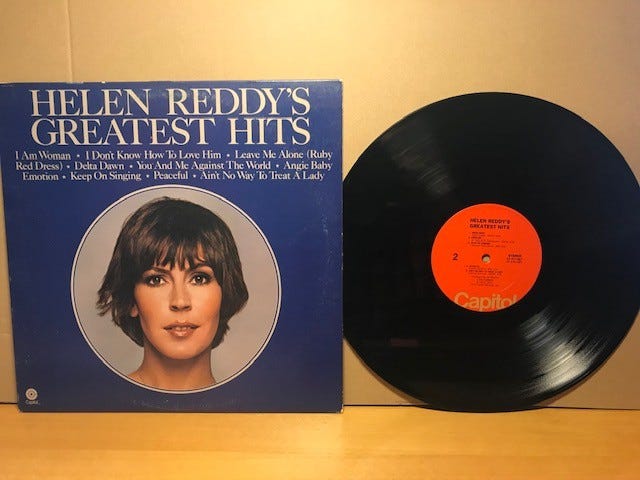 HELEN REDDY'S
GREATEST HITS
I Am Woman • I Don't Know How To Love Him • Leave Me Alone (Ruby
Red Dress) • Delta Dawn • You And Me Against The World • Angie Baby
Emotion • Keep On Singing • Peaceful • Ain't No Way To Treat A Lady
Capitol
HELEN REDDY'S
GREATEST HITS
2
STEREO
Capitol